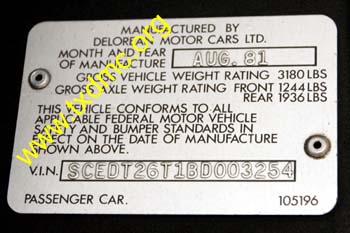 MANUFACTURED BY
DELOREAN MOTOR CARS LTD.
MONTH AND YEAR
OF MANUFACTURE AUG. 81
GROSS VEHICLE WEIGHT RATING 3180 LBS
GROSS AXLE WEIGHT RATING FRONT 1244 LBS
REAR 1936 LBS
THIS VEHICLE CONFORMS TO ALL
APPLICABLE FEDERAL MOTOR VEHICLE
SAFETY AND BUMPER STANDARDS IN
EFFECT ON THE DATE OF MANUFACTURE
SHOWN ABOVE.
V.I.N. SCEDT26T1BD003254
PASSENGER CAR. 105196